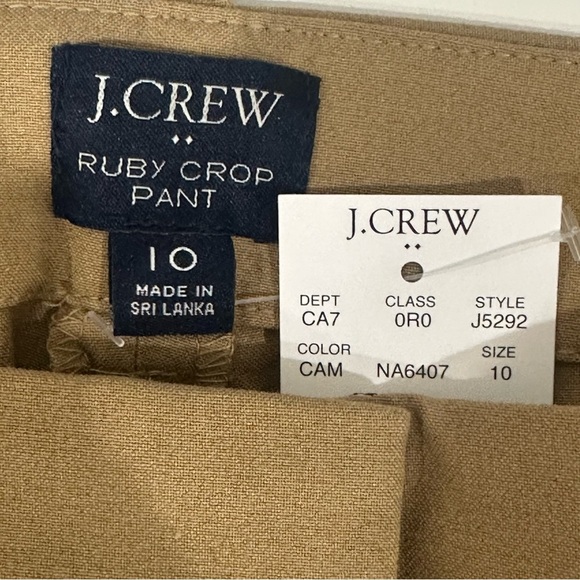 J.CREW
RUBY CROP
PANT
10
MADE IN
SRI LANKA
J.CREW
DEPT CLASS STYLE
CA7 0R0 J5292
COLOR SIZE
CAM NA6407 10